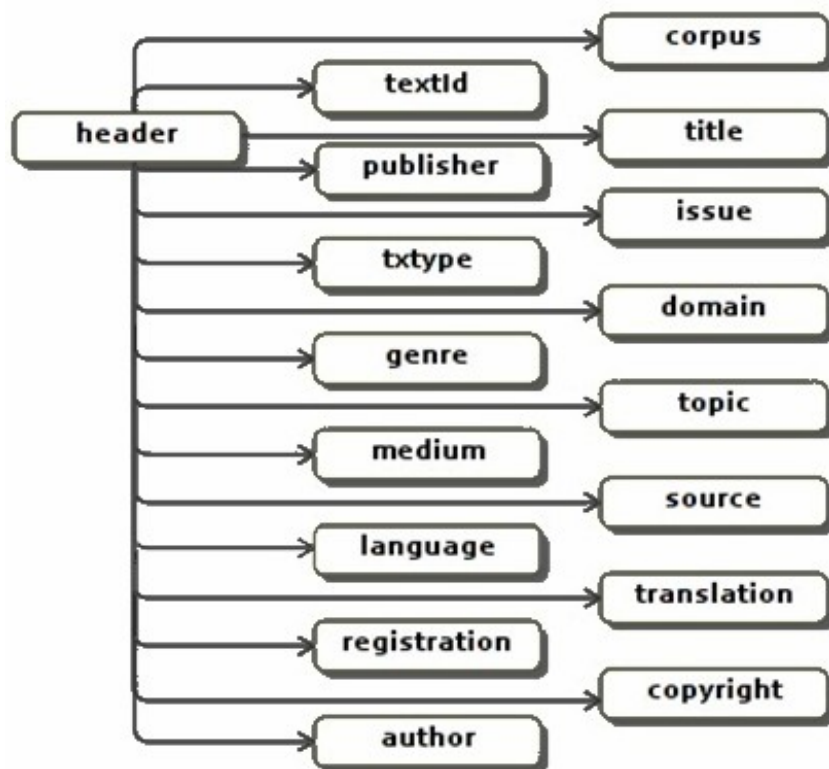 corpus
textId
header
title
publisher
issue
txtype
domain
genre
topic
medium
source
language
translation
registration
copyright
author